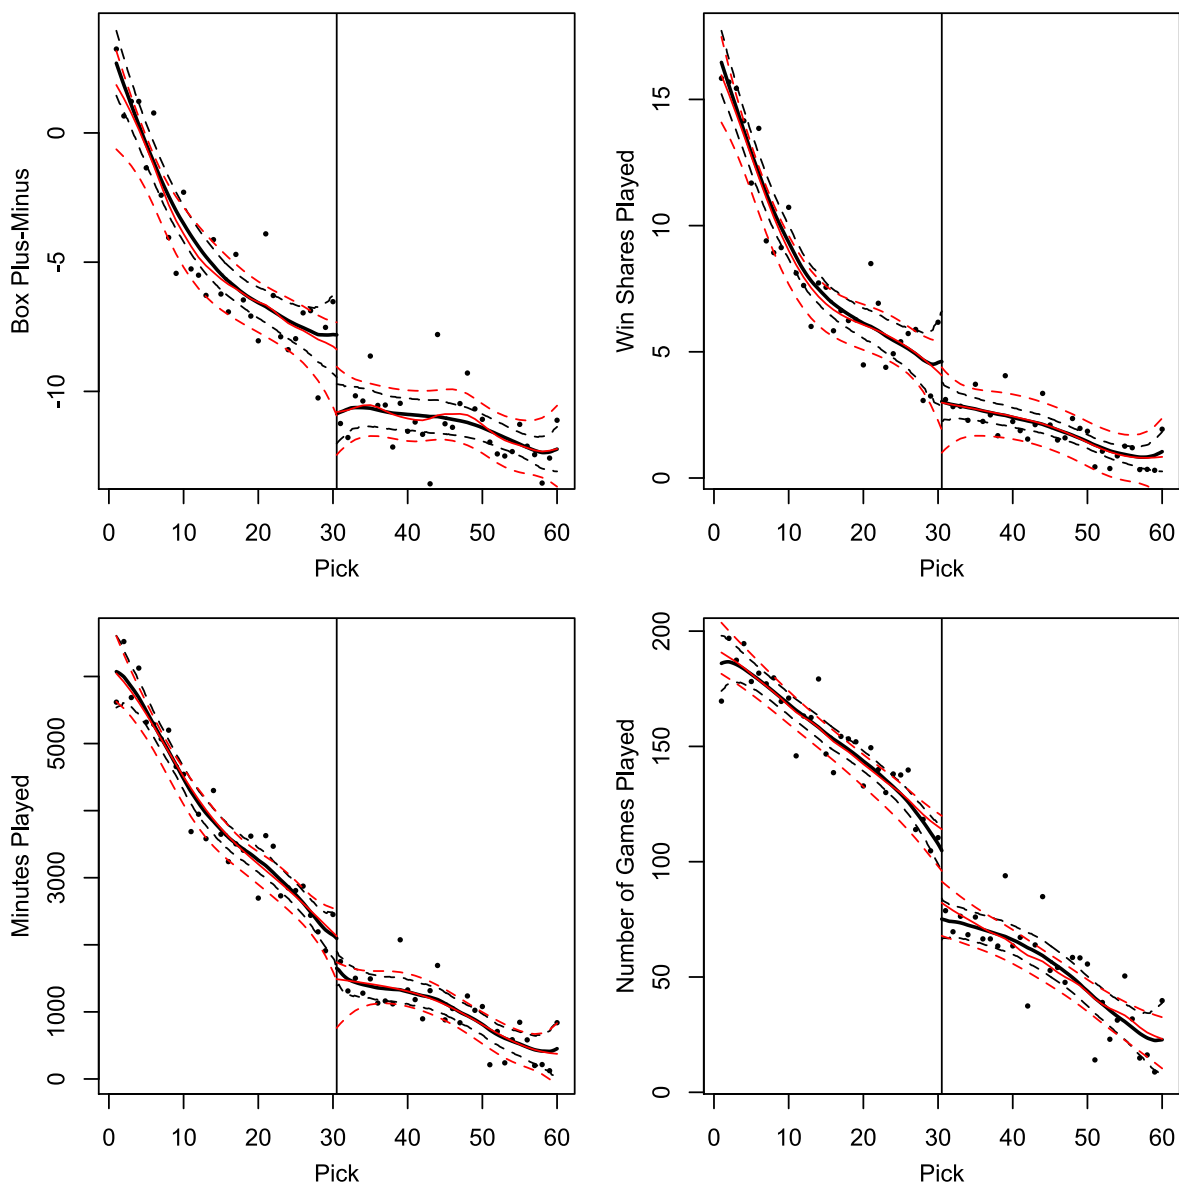 Box Plus-Minus
0
-5
-10
0 10 20 30 40 50 60
Pick
Win Shares Played
15
10
5
0
0 10 20 30 40 50 60
Pick
Minutes Played
5000
3000
1000
0
0 10 20 30 40 50 60
Pick
Number of Games Played
200
150
100
50
0
0 10 20 30 40 50 60
Pick